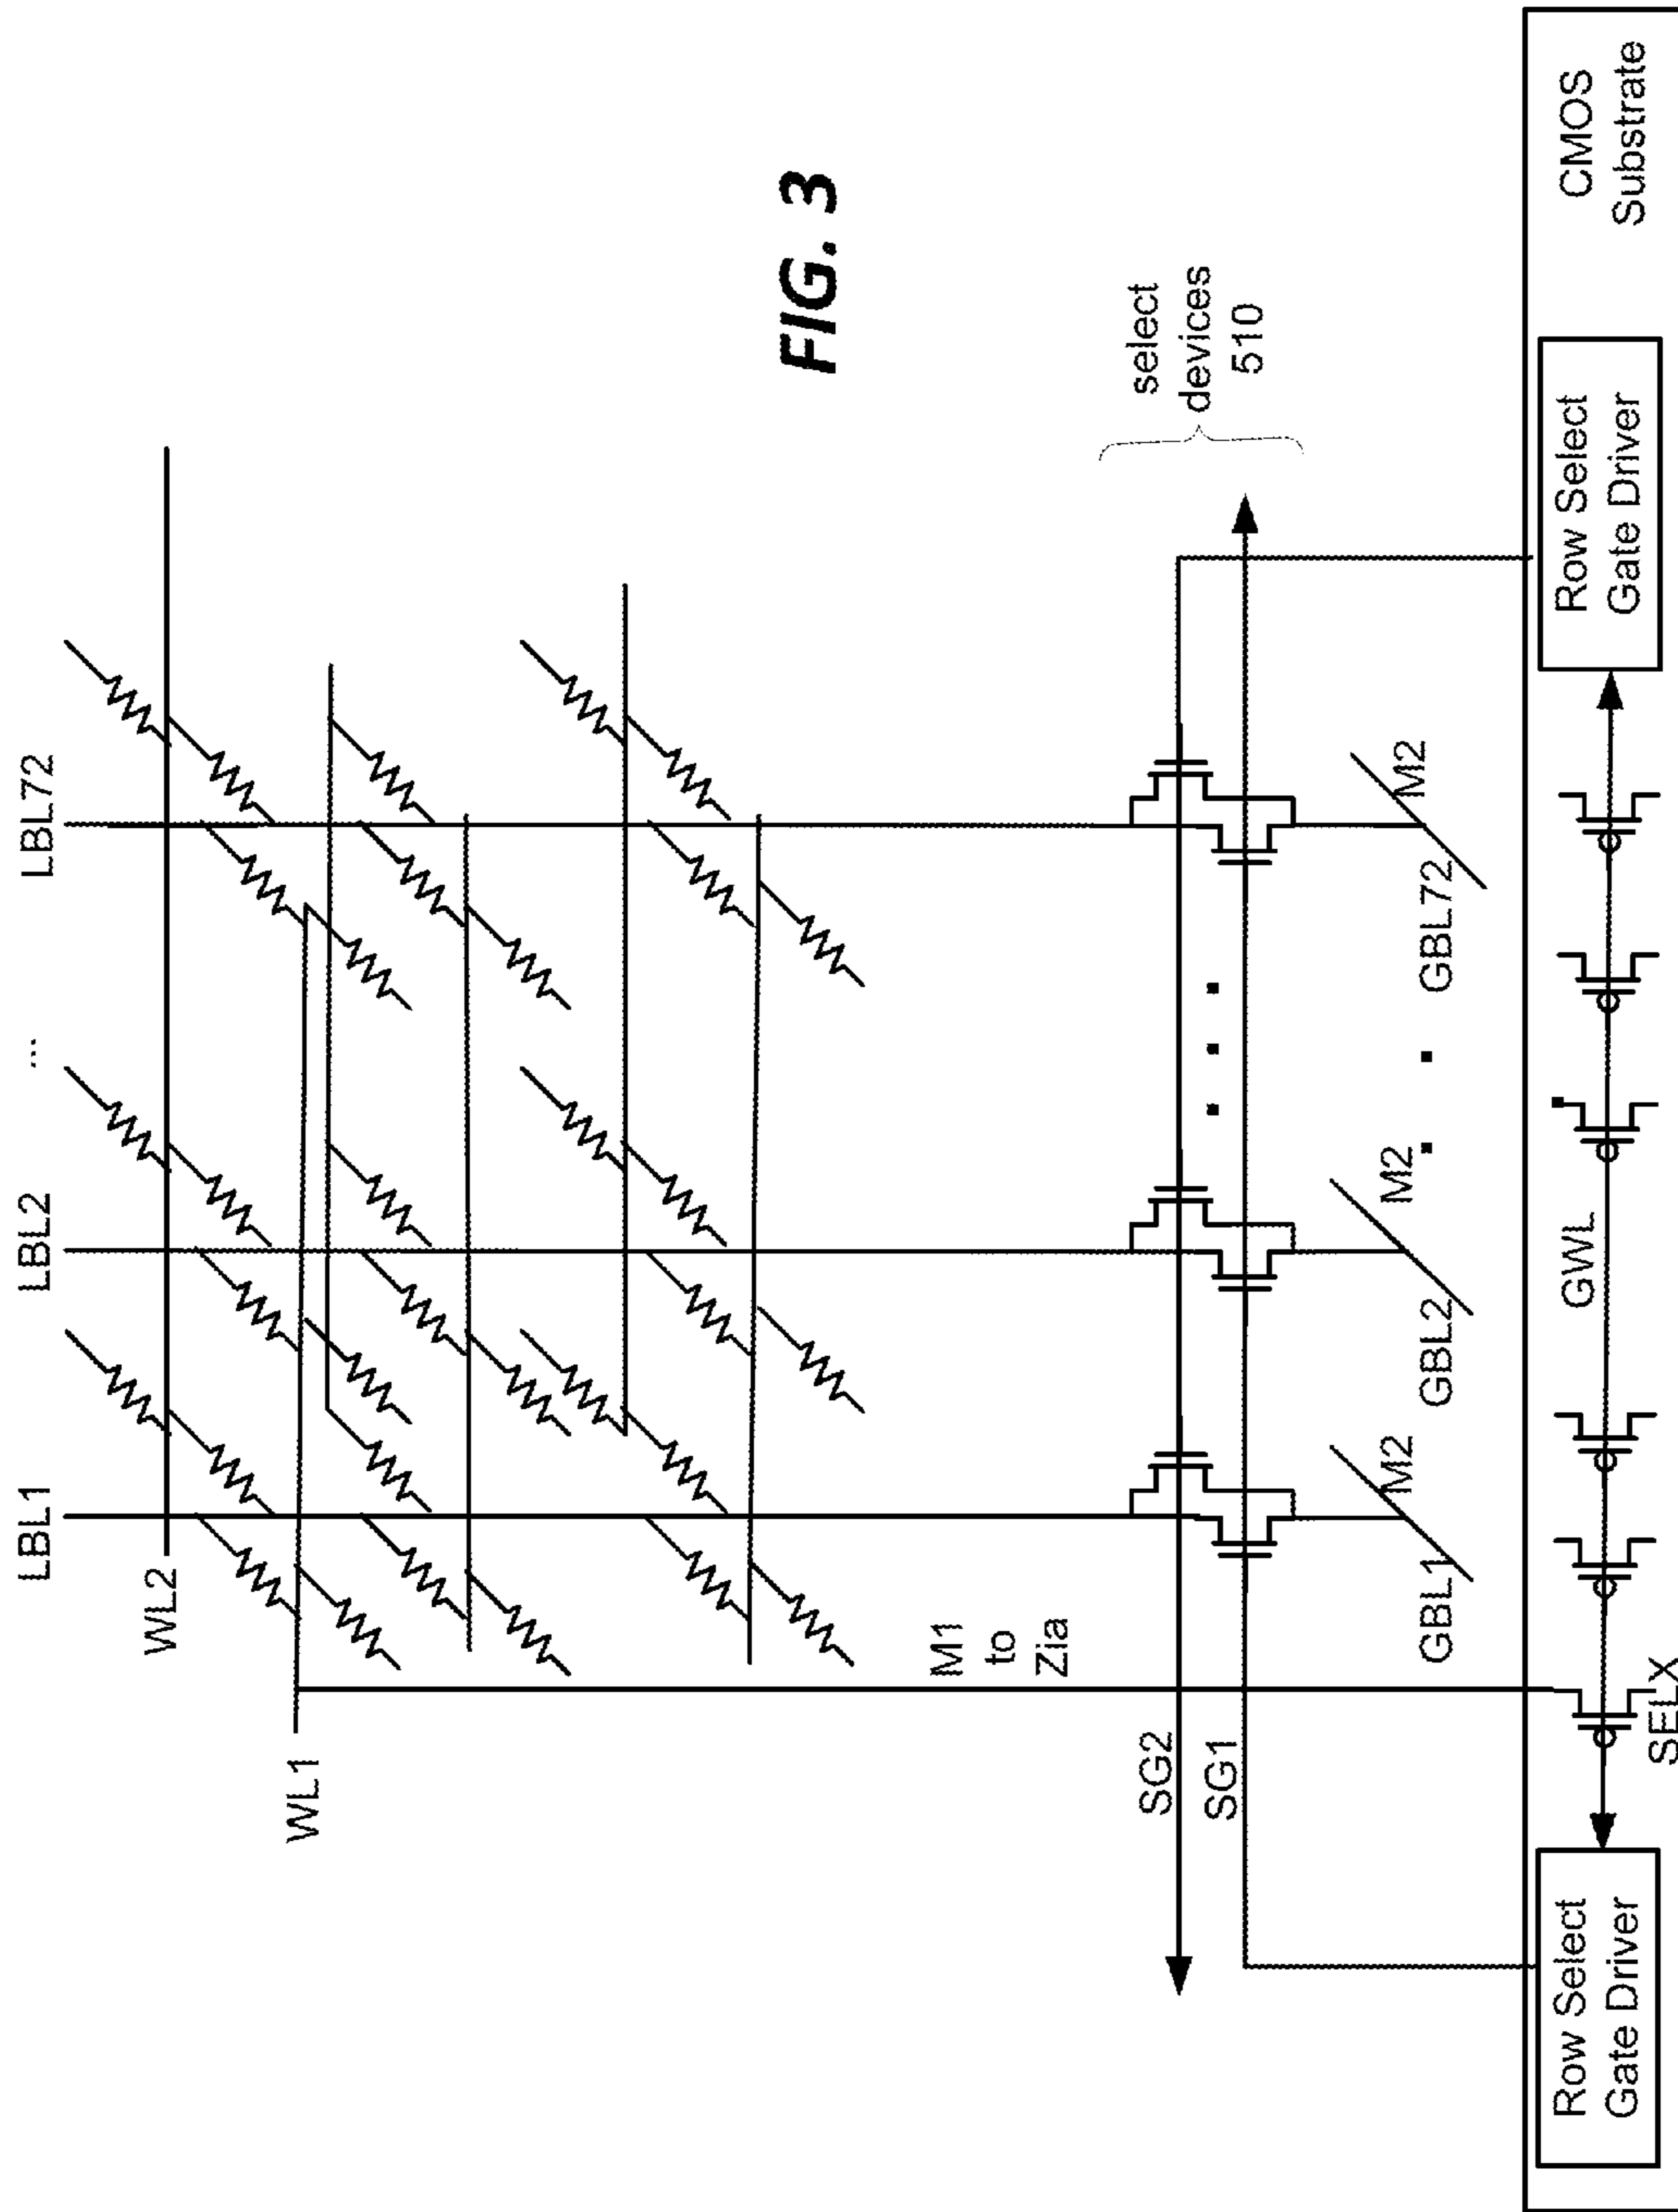 LBL1
LBL2
...
LBL72
WL2
WL1
M1
to
Zia
FIG. 3
SG2
SG1
select
devices
510
GBL1
M2
GBL2
M2
GBL72
M2
Row Select
Gate Driver
SELX
GWL
Row Select
Gate Driver
CMOS
Substrate